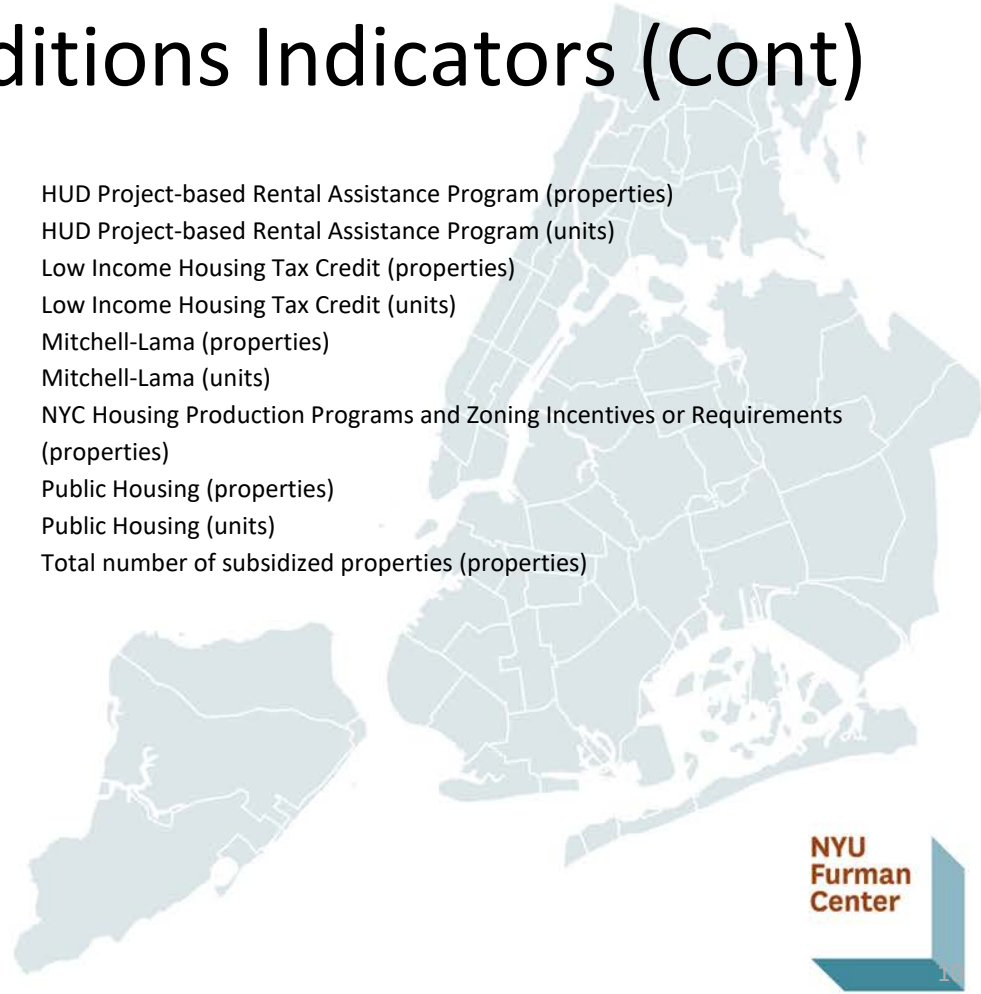 ditions Indicators (Cont)
HUD Project-based Rental Assistance Program (properties)
HUD Project-based Rental Assistance Program (units)
Low Income Housing Tax Credit (properties)
Low Income Housing Tax Credit (units)
Mitchell-Lama (properties)
Mitchell-Lama (units)
NYC Housing Production Programs and Zoning Incentives or Requirements
(properties)
Public Housing (properties)
Public Housing (units)
Total number of subsidized properties (properties)
NYU
Furman
Center